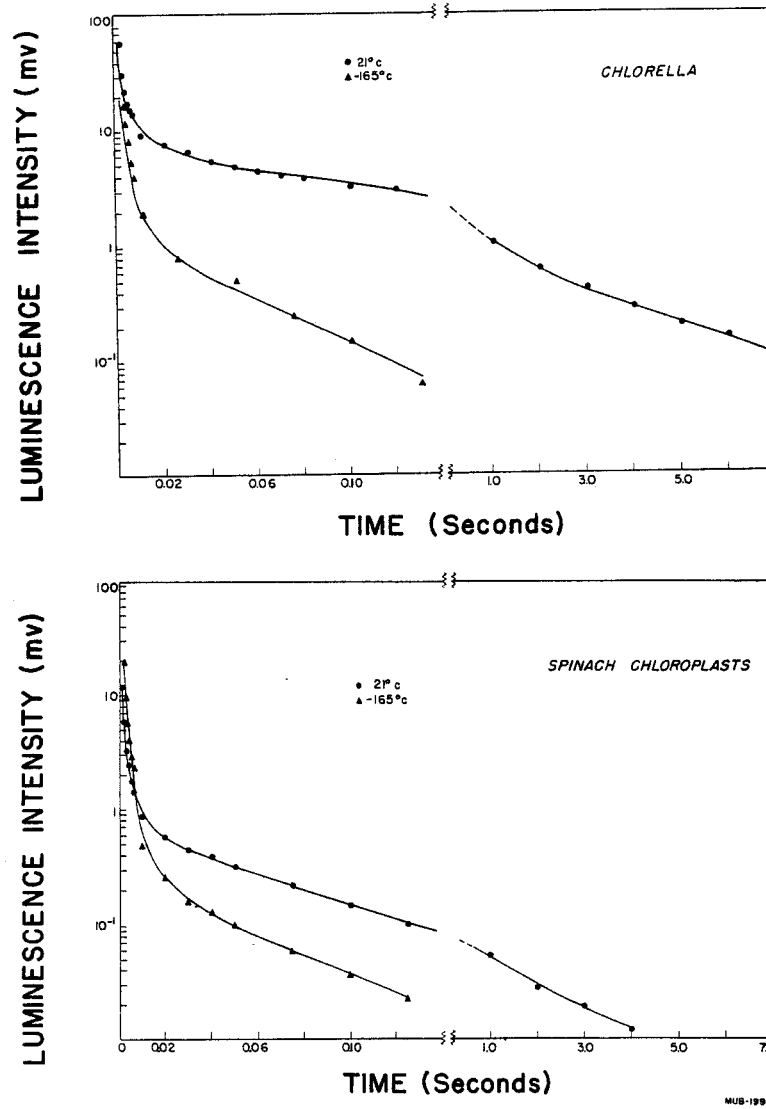 100
10
1
10⁻¹
LUMINESCENCE INTENSITY (mv)
● 21°c
▲ -165°c
CHLORELLA
0.02 0.06 0.10 1.0 3.0 5.0
TIME (Seconds)
100
10
1
10⁻¹
LUMINESCENCE INTENSITY (mv)
● 21°c
▲ -165°c
SPINACH CHLOROPLASTS
0 0.02 0.06 0.10 1.0 3.0 5.0
TIME (Seconds)